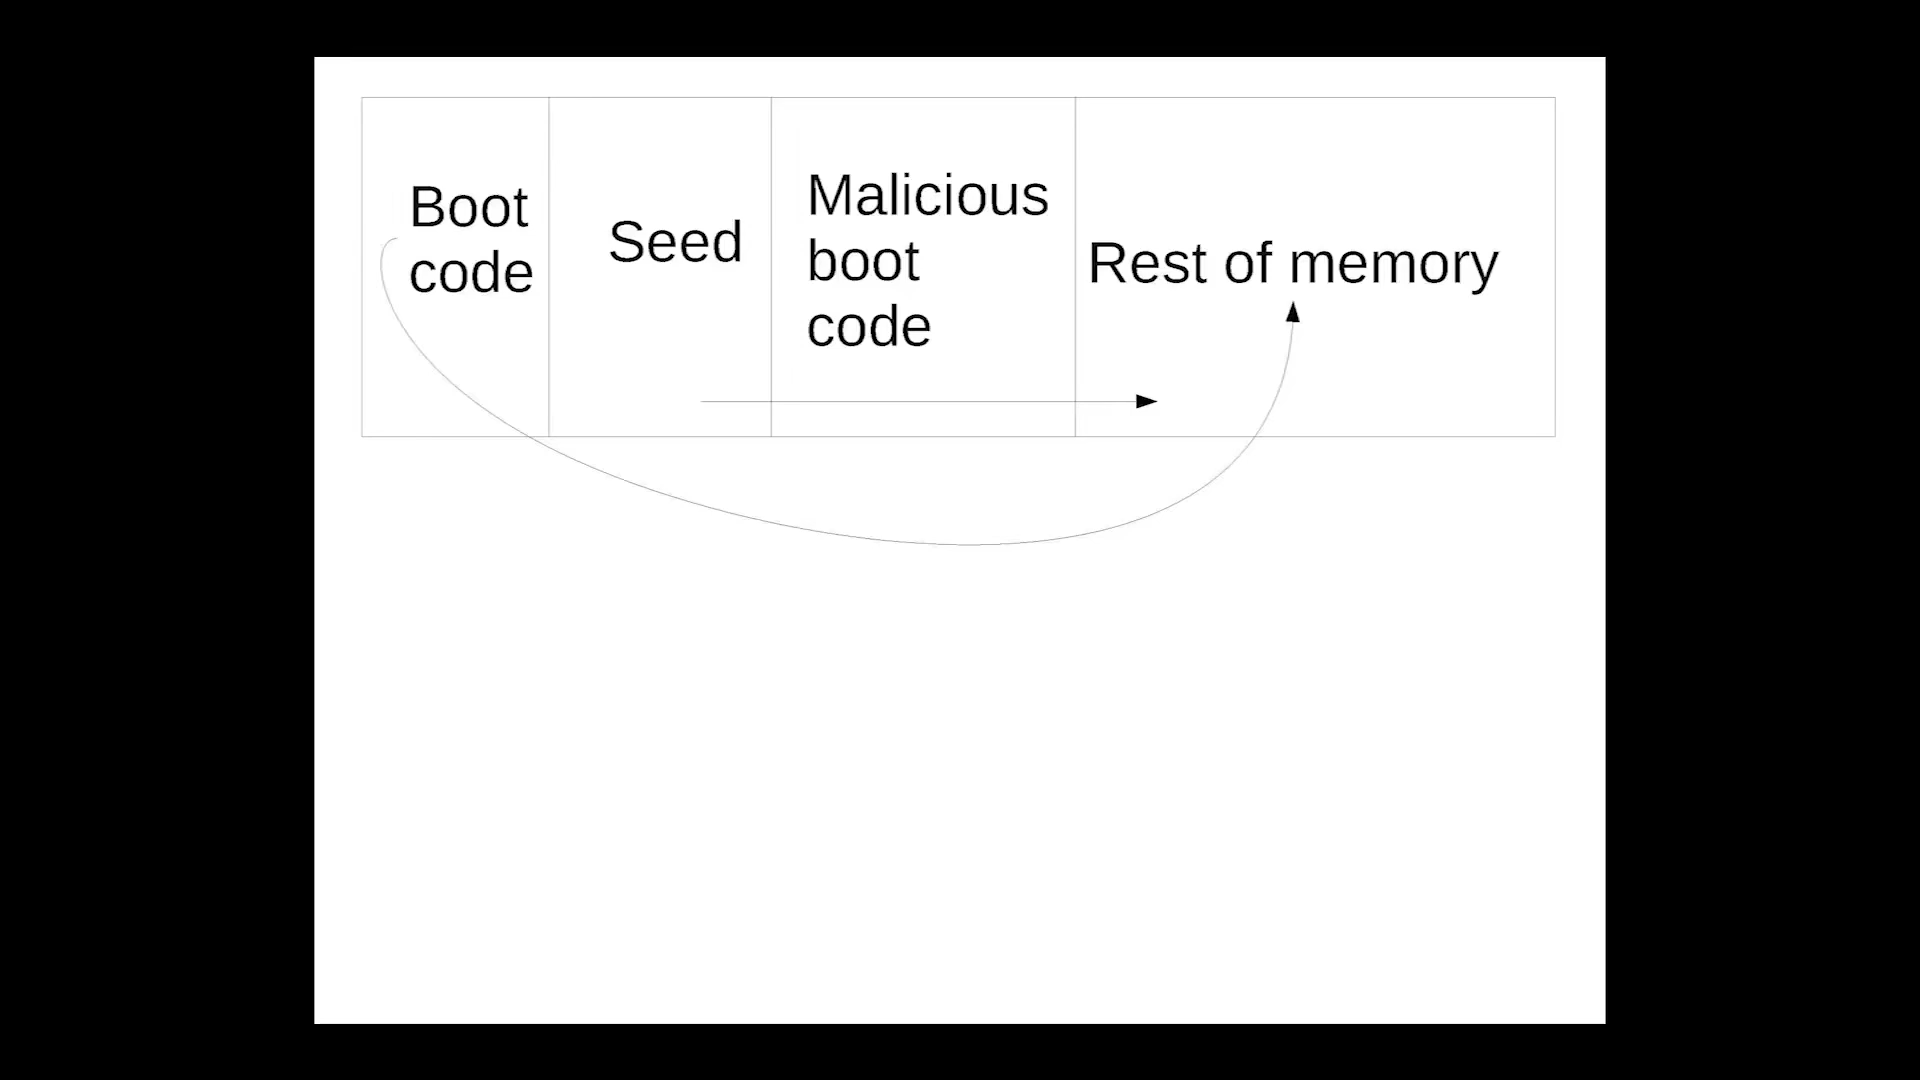 Boot
code
Seed
Malicious
boot
code
Rest of memory